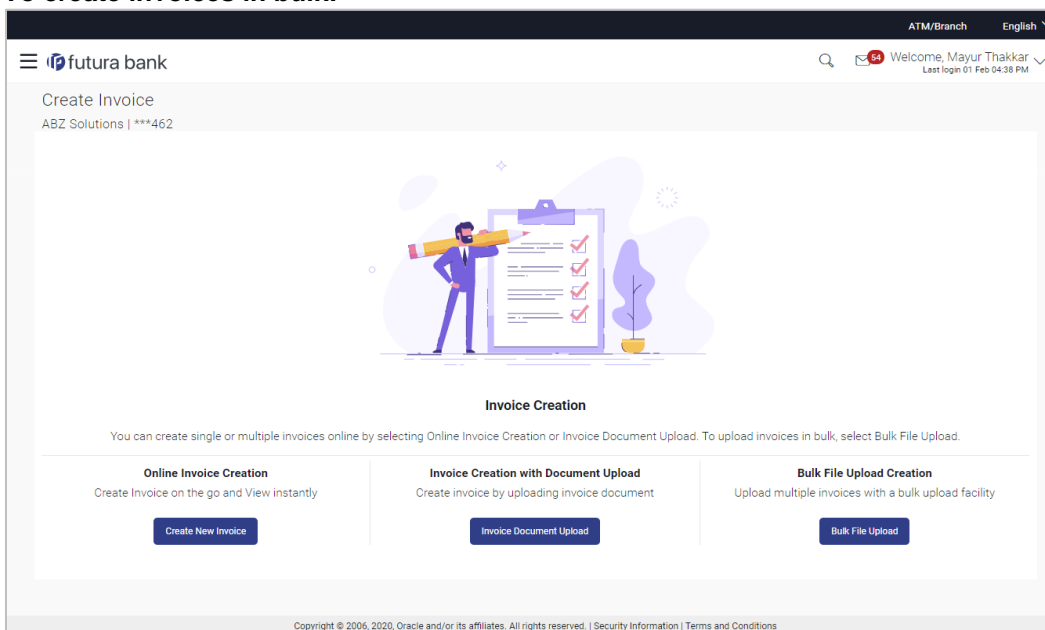 To create invoices in bulk:
ATM/Branch English
futura bank
54
Welcome, Mayur Thakkar
Last login 01 Feb 04:38 PM
Create Invoice
ABZ Solutions | ***462
Invoice Creation
You can create single or multiple invoices online by selecting Online Invoice Creation or Invoice Document Upload. To upload invoices in bulk, select Bulk File Upload.
Online Invoice Creation
Create Invoice on the go and View instantly
Create New Invoice
Invoice Creation with Document Upload
Create invoice by uploading invoice document
Invoice Document Upload
Bulk File Upload Creation
Upload multiple invoices with a bulk upload facility
Bulk File Upload
Copyright © 2006, 2020, Oracle and/or its affiliates. All rights reserved. | Security Information | Terms and Conditions